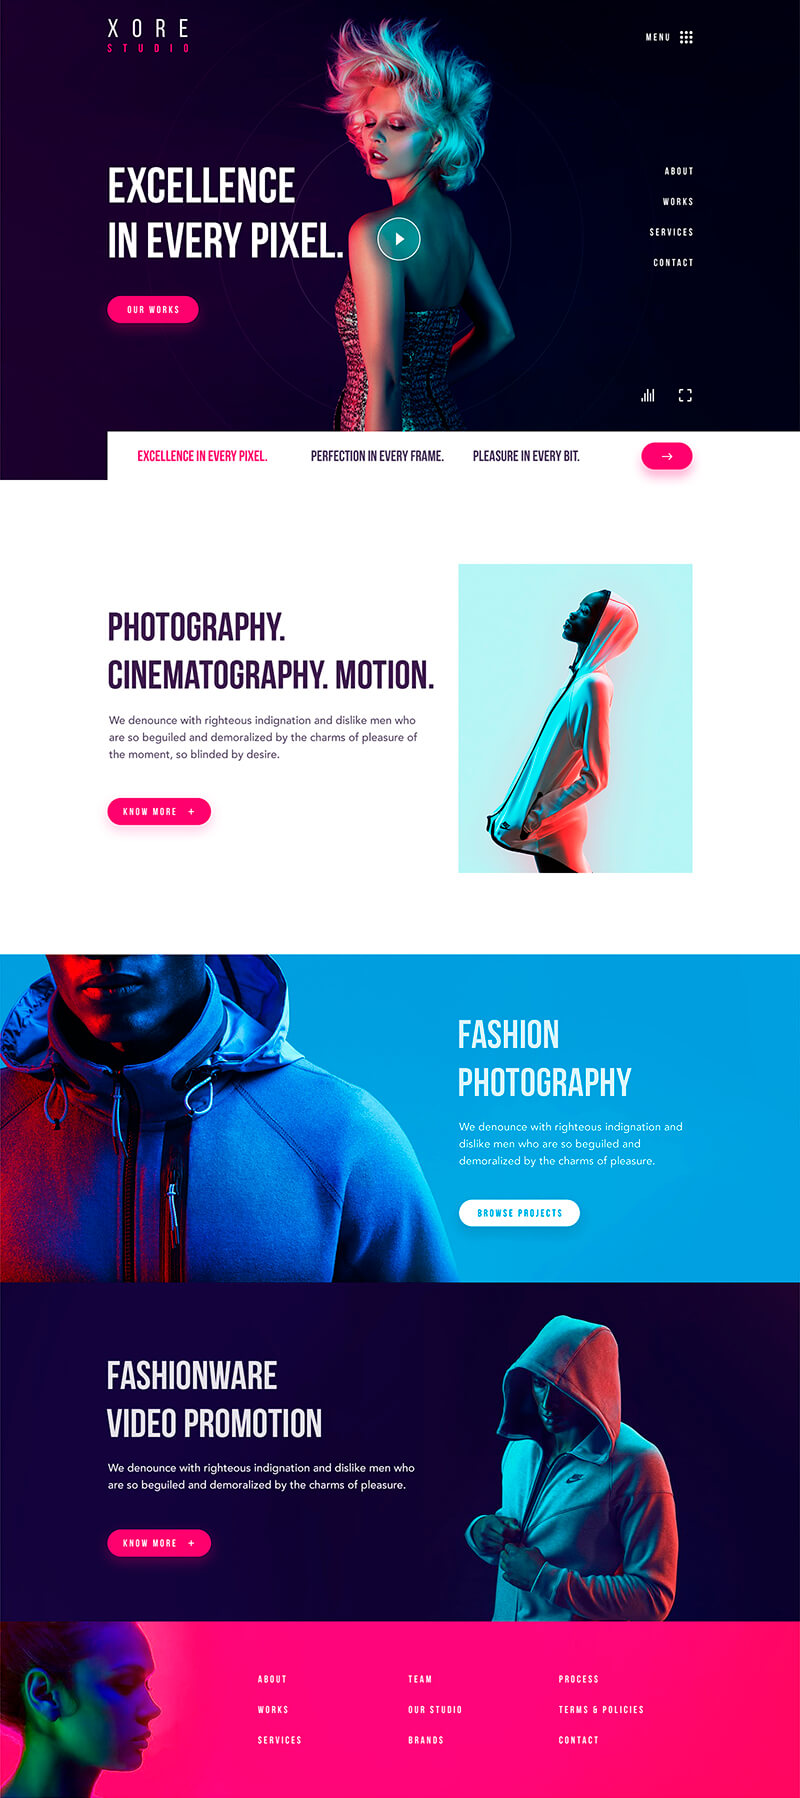 XORE
STUDIO
MENU
EXCELLENCE
IN EVERY PIXEL.
OUR WORKS
ABOUT
WORKS
SERVICES
CONTACT
EXCELLENCE IN EVERY PIXEL.
PERFECTION IN EVERY FRAME.
PLEASURE IN EVERY BIT.
PHOTOGRAPHY.
CINEMATOGRAPHY. MOTION.
We denounce with righteous indignation and dislike men who
are so beguiled and demoralized by the charms of pleasure of
the moment, so blinded by desire.
KNOW MORE +
FASHION
PHOTOGRAPHY
We denounce with righteous indignation and
dislike men who are so beguiled and
demoralized by the charms of pleasure.
BROWSE PROJECTS
FASHIONWARE
VIDEO PROMOTION
We denounce with righteous indignation and dislike men who
are so beguiled and demoralized by the charms of pleasure.
KNOW MORE +
ABOUT
WORKS
SERVICES
TEAM
OUR STUDIO
BRANDS
PROCESS
TERMS & POLICIES
CONTACT